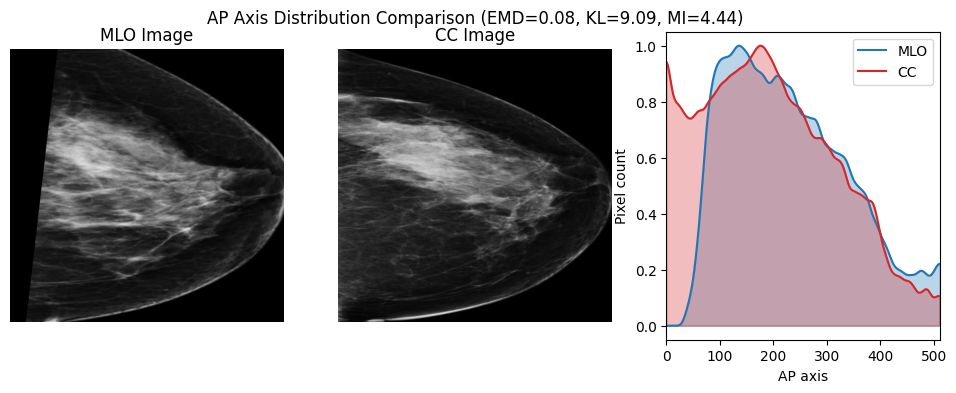 AP Axis Distribution Comparison (EMD=0.08, KL=9.09, MI=4.44)
MLO Image
CC Image
MLO
CC
Pixel count
1.0
0.8
0.6
0.4
0.2
0.0
0 100 200 300 400 500
AP axis